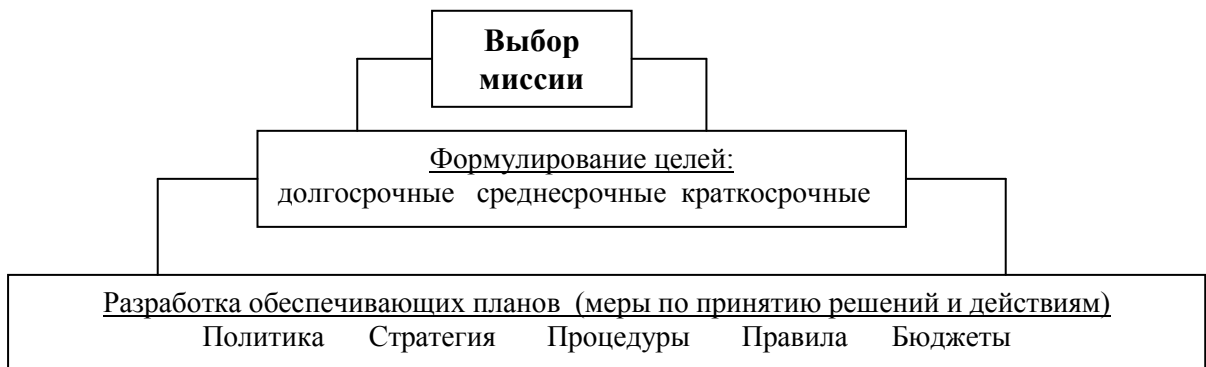 Выбор
миссии
Формулирование целей:
долгосрочные среднесрочные краткосрочные
Разработка обеспечивающих планов (меры по принятию решений и действиям)
Политика Стратегия Процедуры Правила Бюджеты